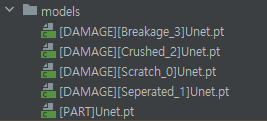 models
[DAMAGE][Breakage_3]Unet.pt
[DAMAGE][Crushed_2]Unet.pt
[DAMAGE][Scratch_0]Unet.pt
[DAMAGE][Seperated_1]Unet.pt
[PART]Unet.pt